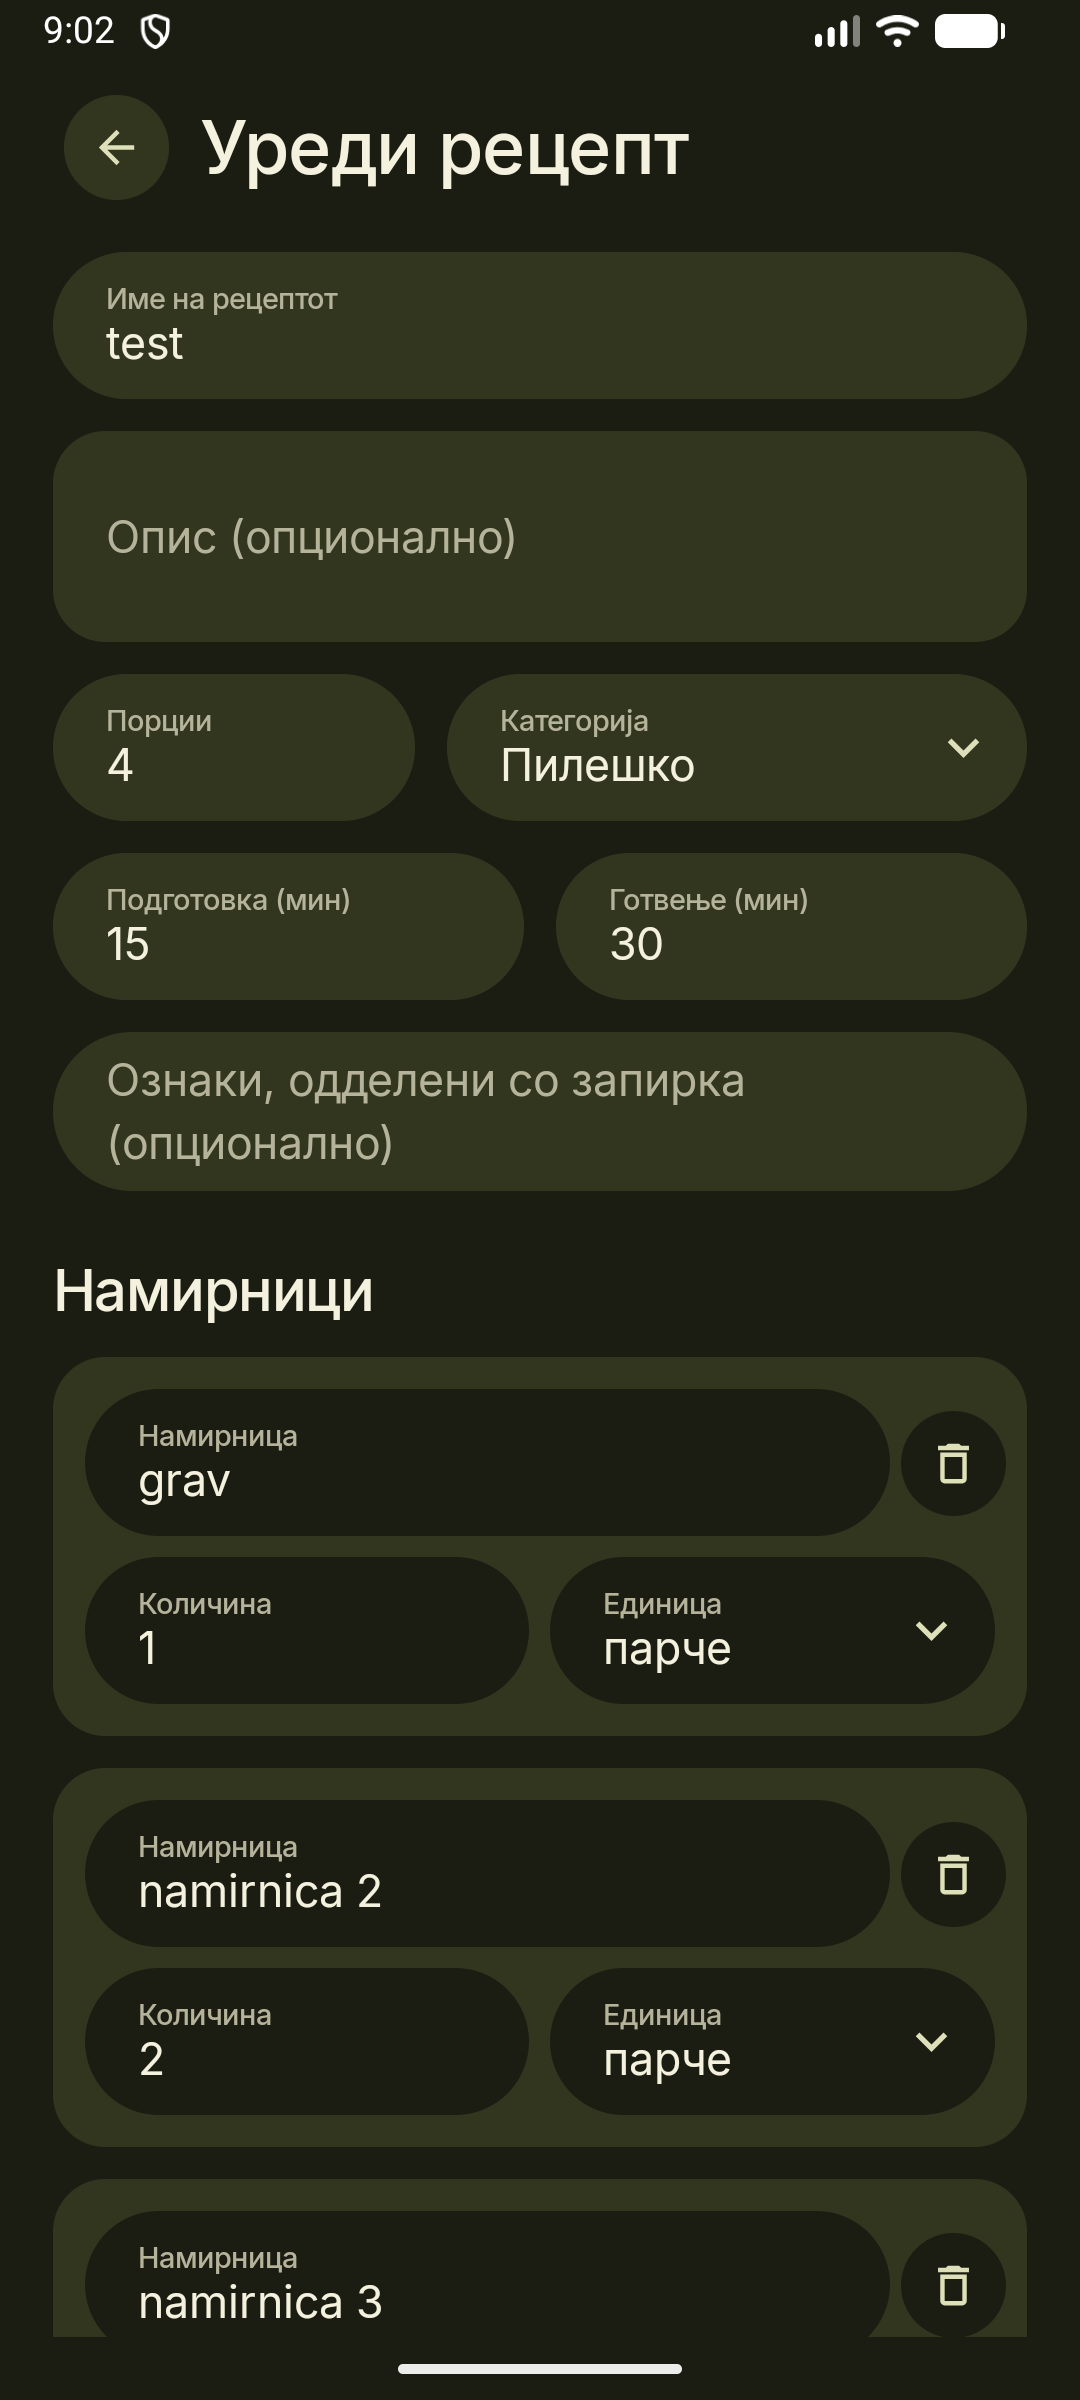 9:02
Уреди рецепт
Име на рецептот
test
Опис (опционално)
Порции
4
Категорија
Пилешко
Подготовка (мин)
15
Готвење (мин)
30
Ознаки, одделени со запирка
(опционално)
Намирници
Намирница
grav
Количина
1
Единица
парче
Намирница
namirnica 2
Количина
2
Единица
парче
Намирница
namirnica 3